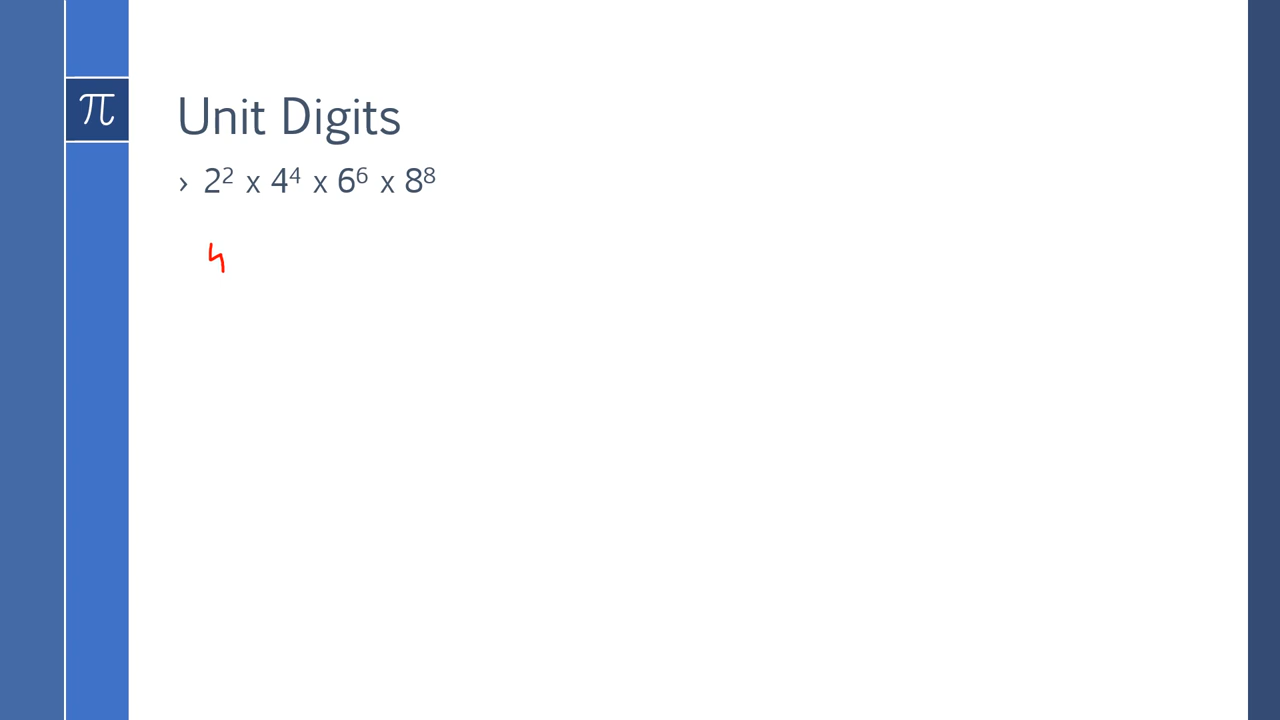 π
Unit Digits
› 2² x 4⁴ x 6⁶ x 8⁸
4